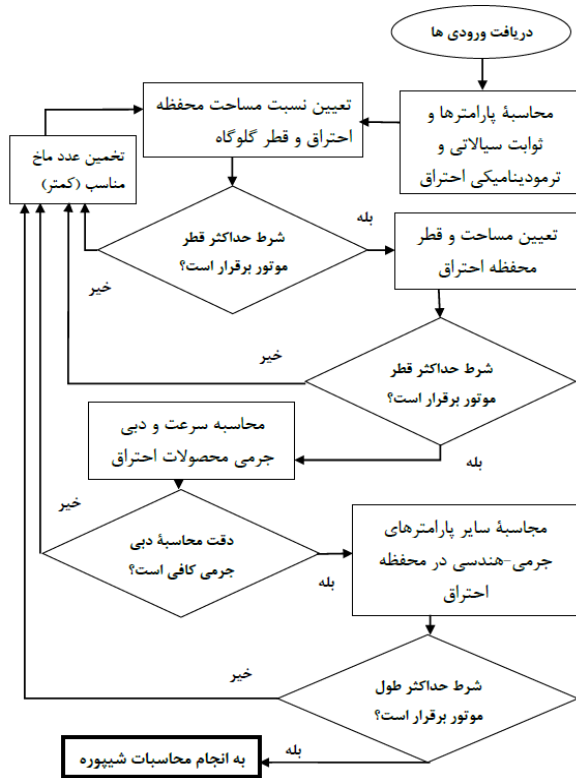 دریافت ورودی ها
محاسبهٔ پارامترها و
ثوابت سیالاتی و
ترمودینامیکی احتراق
تعیین نسبت مساحت محفظه
احتراق و قطر گلوگاه
تخمین عدد ماخ
مناسب (کمتر)
شرط حداکثر قطر
موتور برقرار است؟
بله
خیر
تعیین مساحت و قطر
محفظه احتراق
شرط حداکثر قطر
موتور برقرار است؟
خیر
بله
محاسبه سرعت و دبی
جرمی محصولات احتراق
دقت محاسبهٔ دبی
جرمی کافی است؟
خیر
بله
مجاسبهٔ سایر پارامترهای
جرمی-هندسی در محفظه
احتراق
شرط حداکثر طول
موتور برقرار است؟
خیر
بله
به انجام محاسبات شیپوره